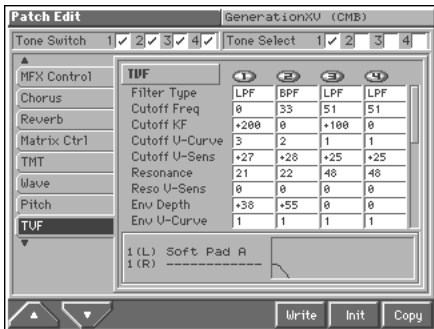 Patch Edit GenerationXV (CMB)
Tone Switch 1 2 3 4 Tone Select 1 2 3 4
MFX Control
Chorus
Reverb
Matrix Ctrl
TMT
Wave
Pitch
TVF
TVF 1 2 3 4
Filter Type LPF BPF LPF LPF
Cutoff Freq 0 33 51 51
Cutoff KF +200 0 +100 0
Cutoff V-Curve 3 2 1 1
Cutoff V-Sens +27 +28 +25 +25
Resonance 21 22 48 48
Reso V-Sens 0 0 0 0
Env Depth +38 +55 0 0
Env V-Curve 1 1 1 1
1(L) Soft Pad A
1(R) -------------
Write Init Copy